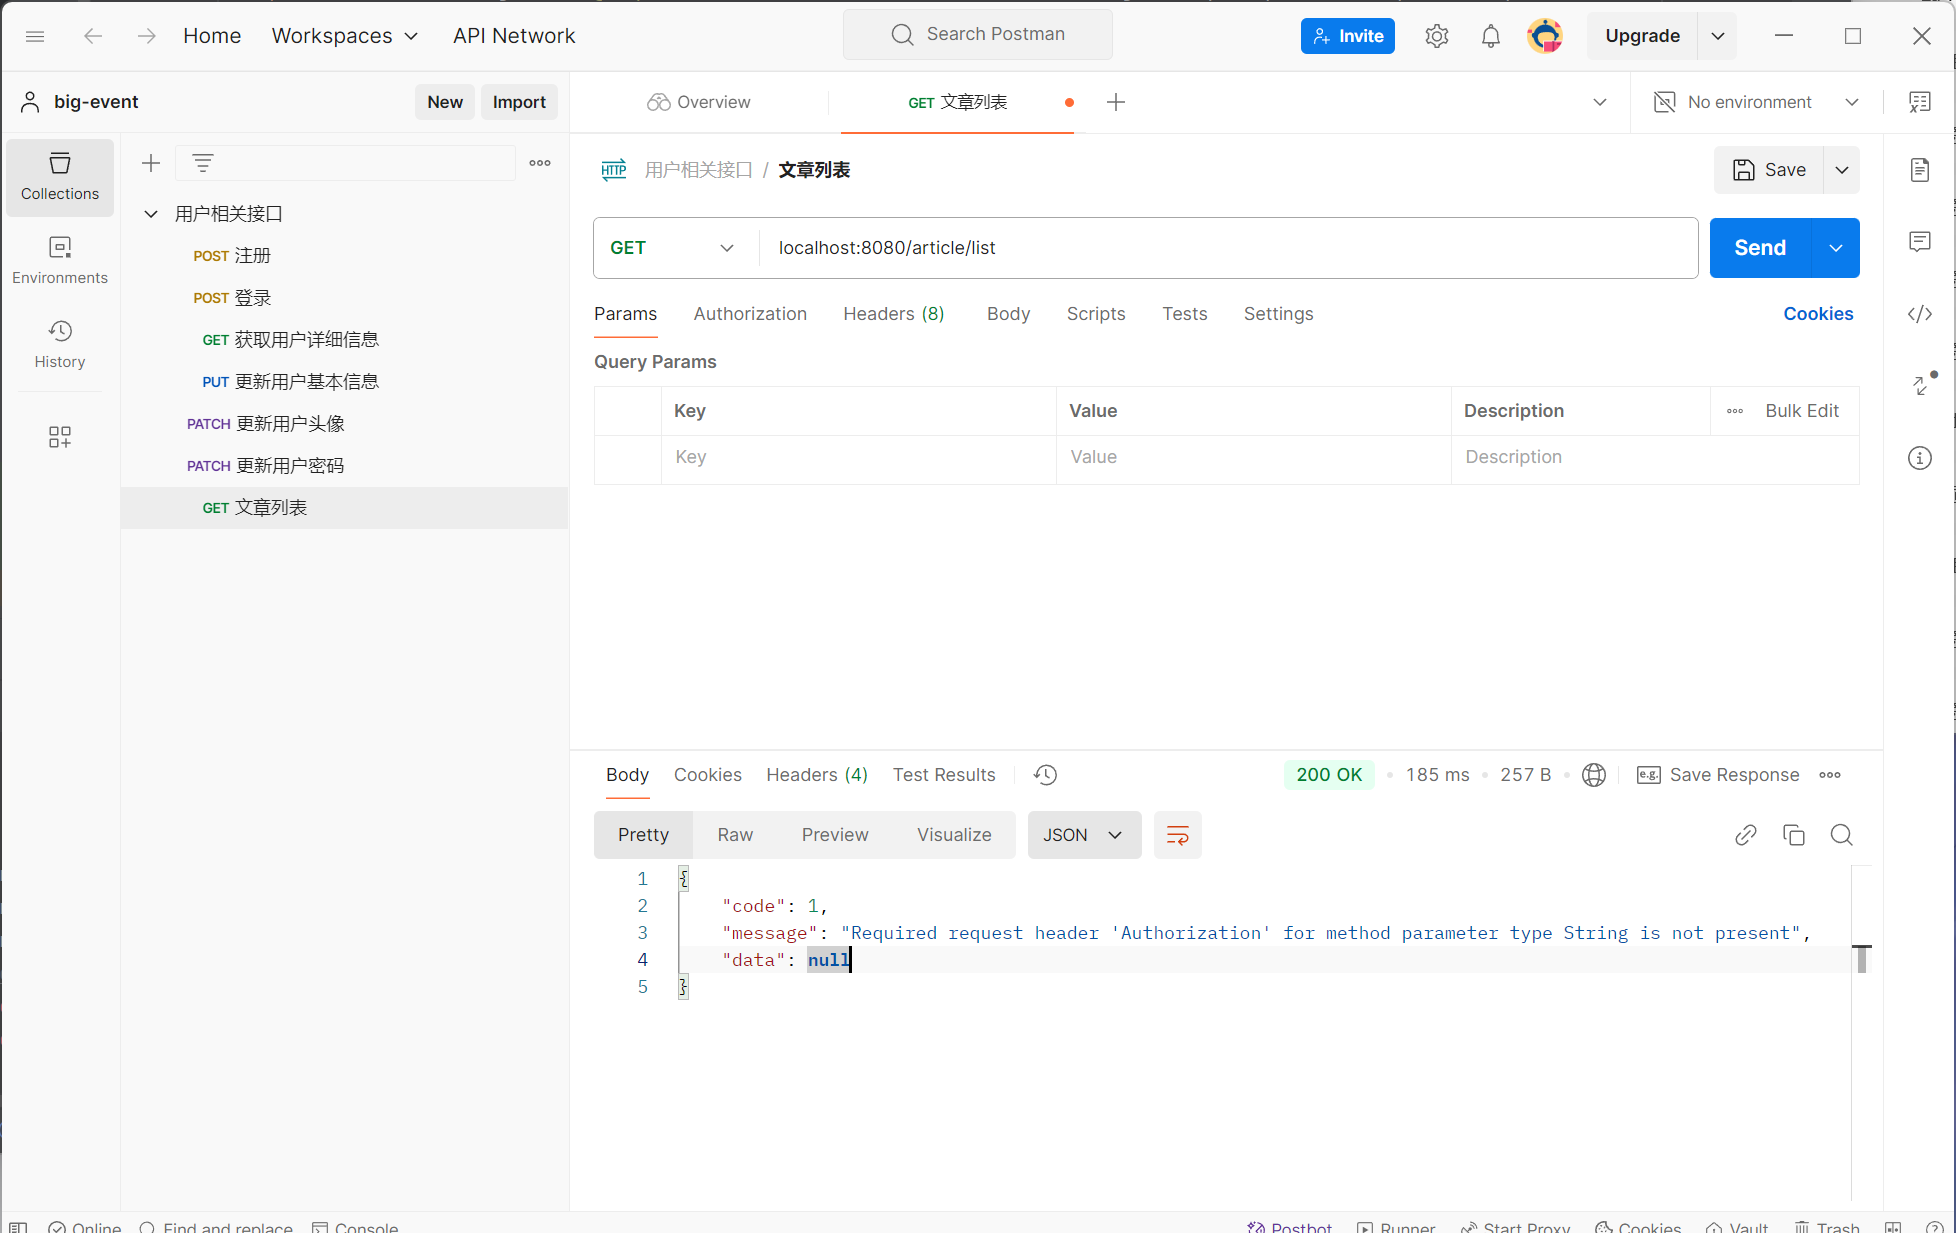 Home Workspaces API Network Search Postman Invite Upgrade
big-event New Import Overview GET 文章列表 No environment
Collections
Environments
History
用户相关接口
POST 注册
POST 登录
GET 获取用户详细信息
PUT 更新用户基本信息
PATCH 更新用户头像
PATCH 更新用户密码
GET 文章列表
HTTP 用户相关接口 / 文章列表 Save
GET localhost:8080/article/list Send
Params Authorization Headers (8) Body Scripts Tests Settings Cookies
Query Params
Key Value Description Bulk Edit
Key Value Description
Body Cookies Headers (4) Test Results 200 OK 185 ms 257 B e.g. Save Response
Pretty Raw Preview Visualize JSON
1 {
2 "code": 1,
3 "message": "Required request header 'Authorization' for method parameter type String is not present",
4 "data": null
5 }
Online Find and replace Console Postbot Runner Start Proxy Cookies Vault Trash